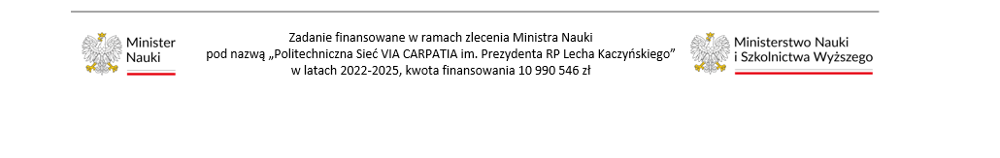 Minister
Nauki
Zadanie finansowane w ramach zlecenia Ministra Nauki
pod nazwą „Politechniczna Sieć VIA CARPATIA im. Prezydenta RP Lecha Kaczyńskiego”
w latach 2022-2025, kwota finansowania 10 990 546 zł
Ministerstwo Nauki
i Szkolnictwa Wyższego